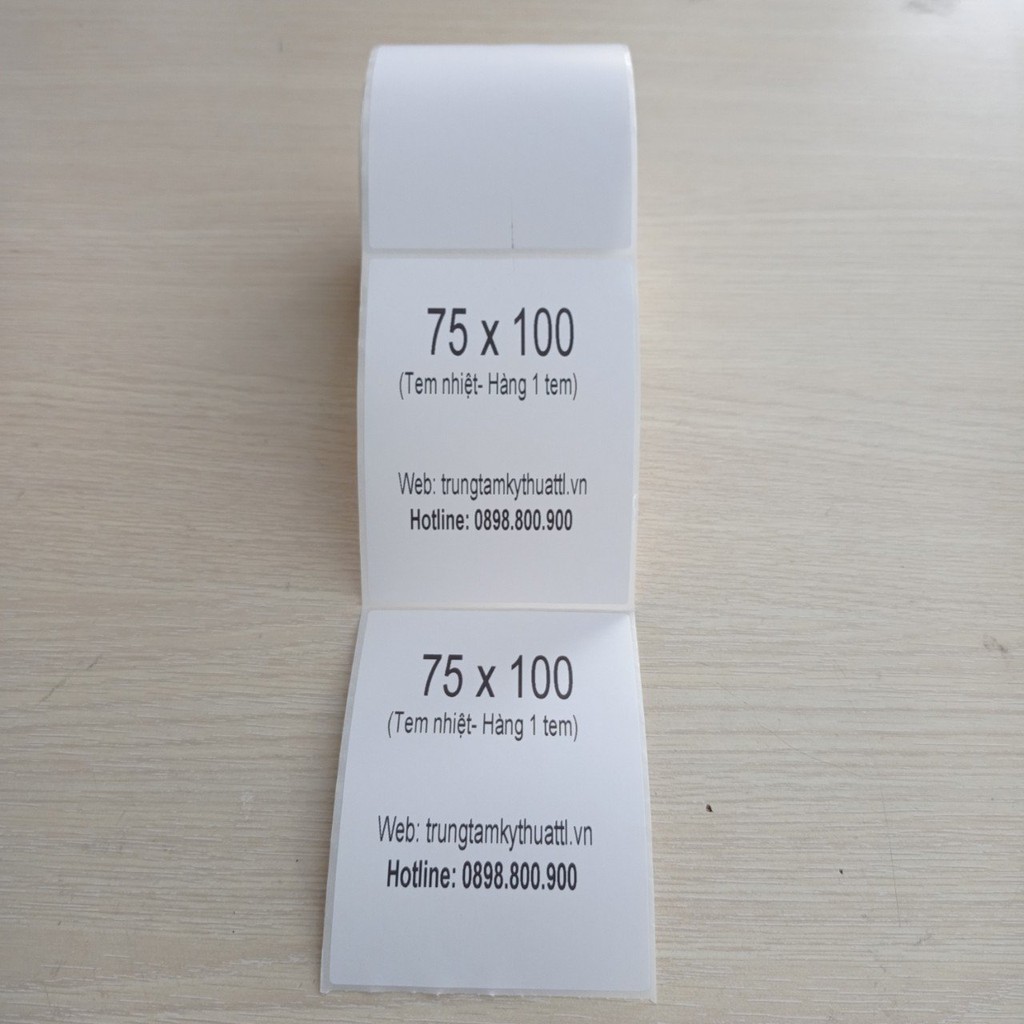 75 x 100
(Tem nhiệt- Hàng 1 tem)
Web: trungtamkythuattl.vn
Hotline: 0898.800.900
75 x 100
(Tem nhiệt- Hàng 1 tem)
Web: trungtamkythuattl.vn
Hotline: 0898.800.900